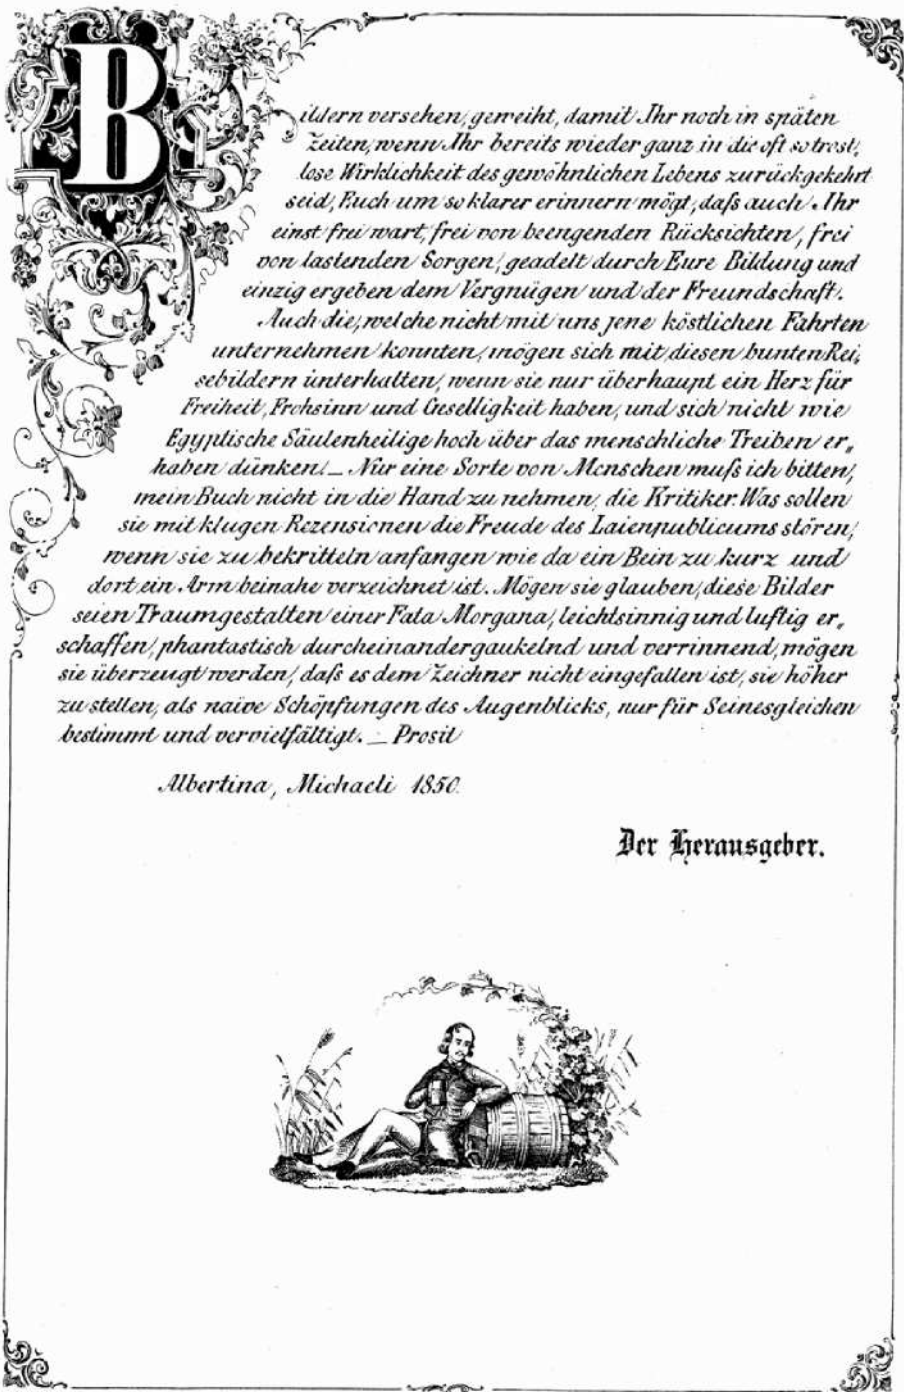 Bildern versehen, geweiht, damit Ihr noch in späten
Zeiten, wenn Ihr bereits wieder ganz in die oft so trost,
lose Wirklichkeit des gewöhnlichen Lebens zurückgekehrt
seid, Euch um so klarer erinnern mögt, daſs auch Ihr
einst frei wart, frei von beengenden Rücksichten, frei
von lastenden Sorgen, geadelt durch Eure Bildung und
einzig ergeben dem Vergnügen und der Freundschaft.
Auch die, welche nicht mit uns jene köstlichen Fahrten
unternehmen konnten, mögen sich mit diesen bunten Rei,
sebildern unterhalten, wenn sie nur überhaupt ein Herz für
Freiheit, Frohsinn und Geselligkeit haben, und sich nicht wie
Egyptische Säulenheilige hoch über das menschliche Treiben er„
haben dünken! _ Nur eine Sorte von Menschen muſs ich bitten,
mein Buch nicht in die Hand zu nehmen, die Kritiker. Was sollen
sie mit klugen Rezensionen die Freude des Laienpublicums stören,
wenn sie zu bekritteln anfangen wie da ein Bein zu kurz und
dort ein Arm beinahe verzeichnet ist. Mögen sie glauben, diese Bilder
seien Traumgestalten einer Fata Morgana, leichtsinnig und luftig er„
schaffen, phantastisch durcheinandergaukelnd und verrinnend, mögen
sie überzeugt werden, daſs es dem Zeichner nicht eingefallen ist, sie höher
zu stellen, als naive Schöpfungen des Augenblicks, nur für Seinesgleichen
bestimmt und vervielfältigt. _ Prosit
Albertina, Michaeli 1850.
Der Herausgeber.